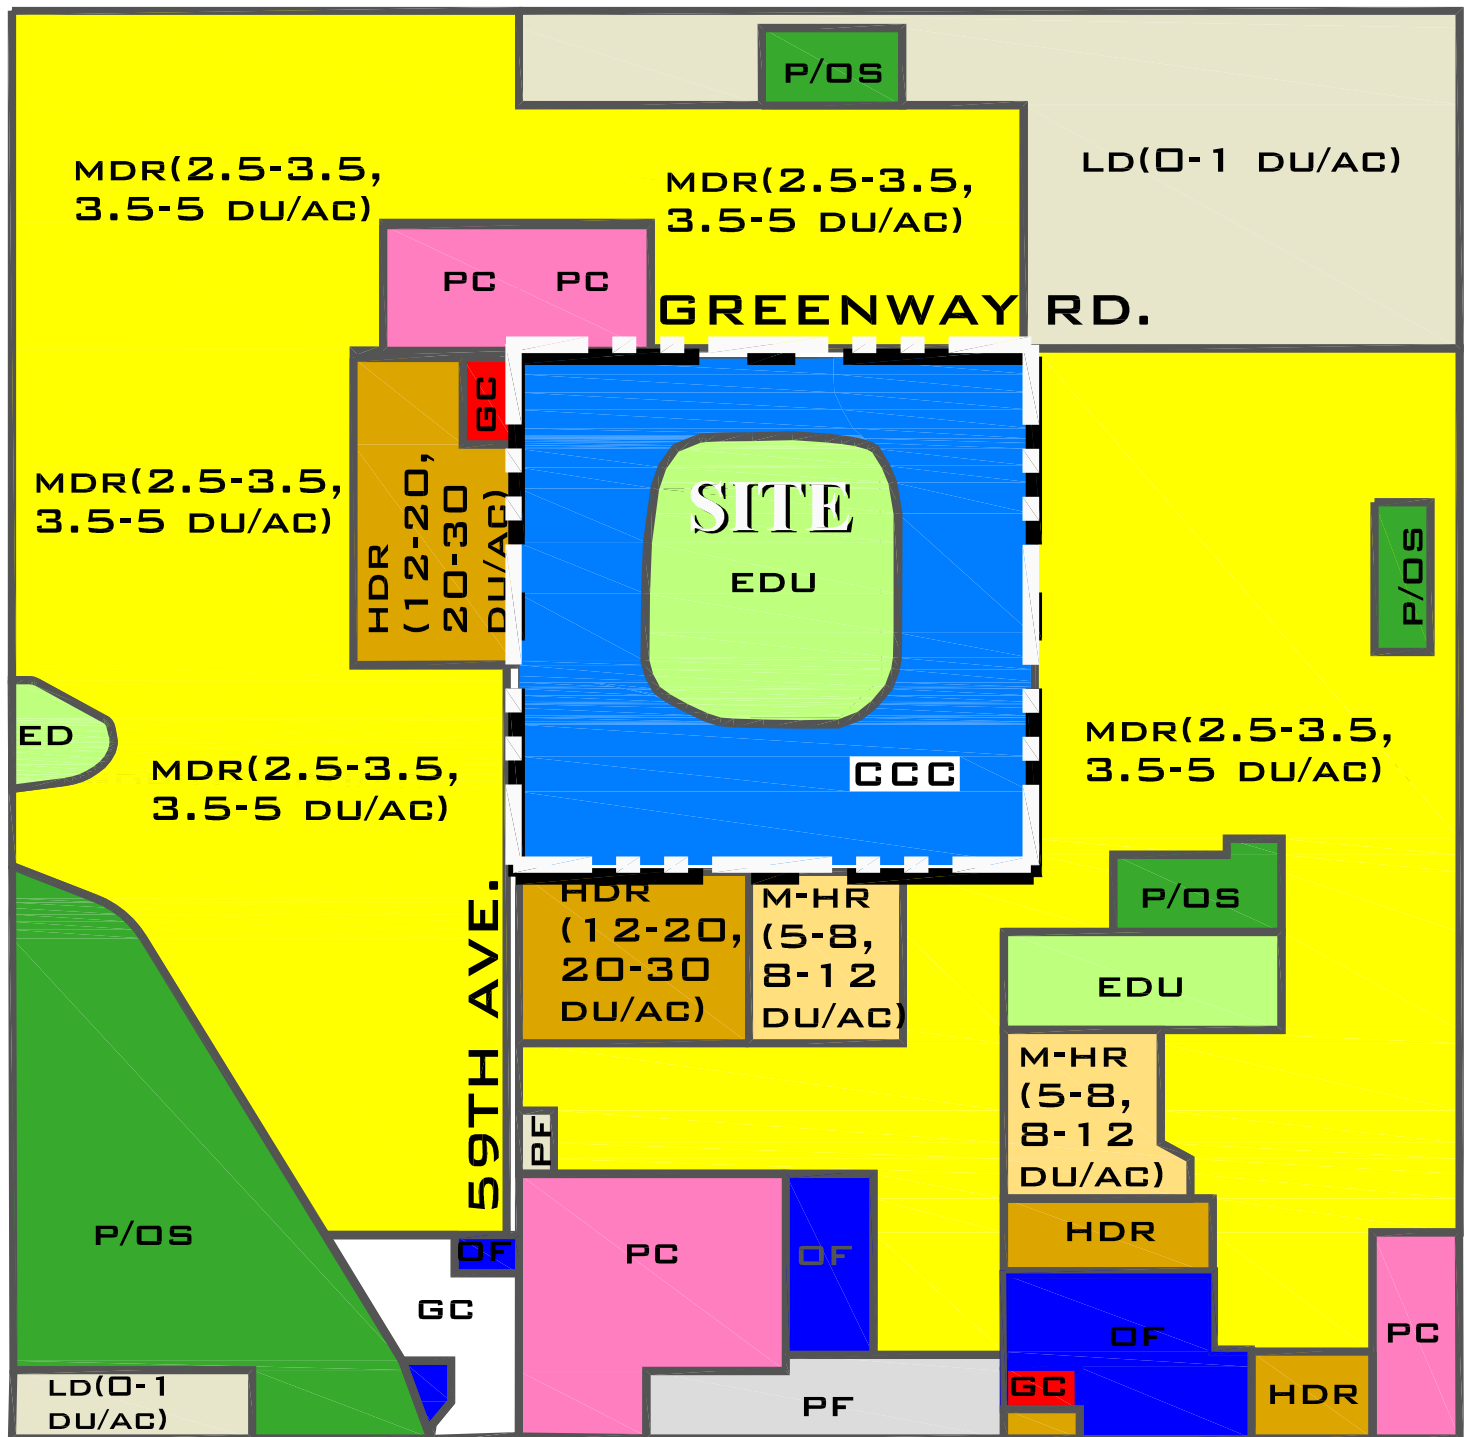 P/OS
LD(0-1 DU/AC)
MDR(2.5-3.5,
3.5-5 DU/AC)
MDR(2.5-3.5,
3.5-5 DU/AC)
PC PC
GREENWAY RD.
GC
MDR(2.5-3.5,
3.5-5 DU/AC)
HDR
(12-20,
20-30
DU/AC)
SITE
EDU
P/OS
ED
MDR(2.5-3.5,
3.5-5 DU/AC)
CCC
MDR(2.5-3.5,
3.5-5 DU/AC)
59TH AVE.
HDR
(12-20,
20-30
DU/AC)
M-HR
(5-8,
8-12
DU/AC)
P/OS
EDU
M-HR
(5-8,
8-12
DU/AC)
PF
P/OS
OF
GC
PC
OF
HDR
OF
PC
LD(0-1
DU/AC)
PF
GC
HDR